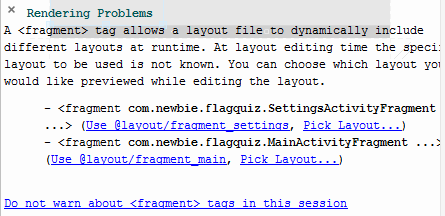 × Rendering Problems
A <fragment> tag allows a layout file to dynamically include
different layouts at runtime. At layout editing time the speci
layout to be used is not known. You can choose which layout yo
would like previewed while editing the layout.
- <fragment com.newbie.flagquiz.SettingsActivityFragment
...> (Use @layout/fragment_settings, Pick Layout...)
- <fragment com.newbie.flagquiz.MainActivityFragment ...>
(Use @layout/fragment_main, Pick Layout...)
Do not warn about <fragment> tags in this session